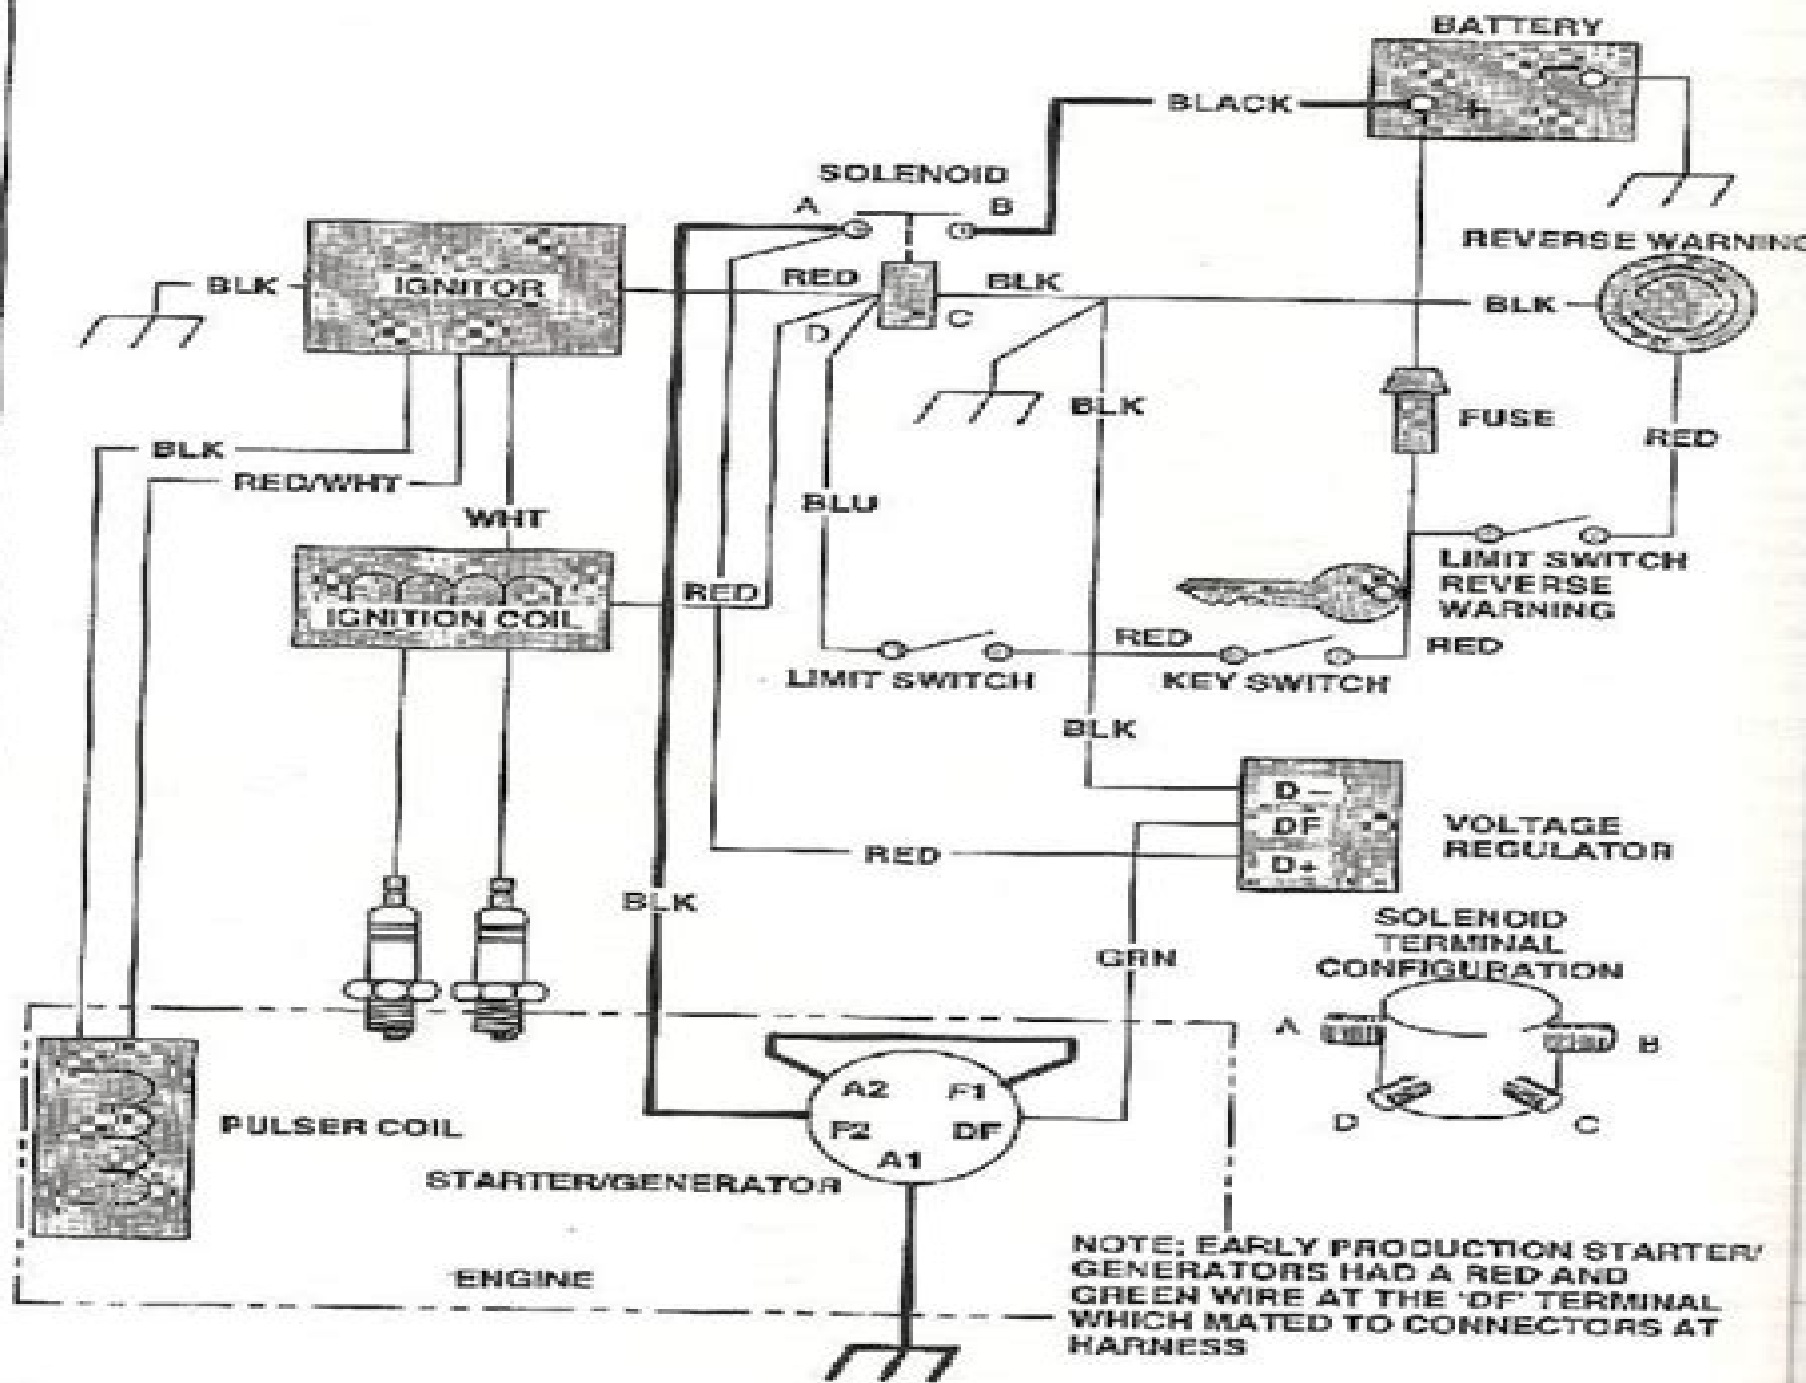 BATTERY
BLACK
+
SOLENOID
A
B
REVERSE WARNING
BLK
IGNITOR
RED
BLK
BLK
D
C
BLK
FUSE
RED
BLK
RED/WHT
BLU
WHT
LIMIT SWITCH
REVERSE
WARNING
RED
IGNITION COIL
RED
RED
LIMIT SWITCH
KEY SWITCH
BLK
D-
DF
D+
VOLTAGE
REGULATOR
RED
BLK
SOLENOID
TERMINAL
CONFIGURATION
GRN
A
B
A2
F1
PULSER COIL
F2
DF
D
C
A1
STARTER/GENERATOR
ENGINE
NOTE: EARLY PRODUCTION STARTER/
GENERATORS HAD A RED AND
GREEN WIRE AT THE 'DF' TERMINAL
WHICH MATED TO CONNECTORS AT
HARNESS